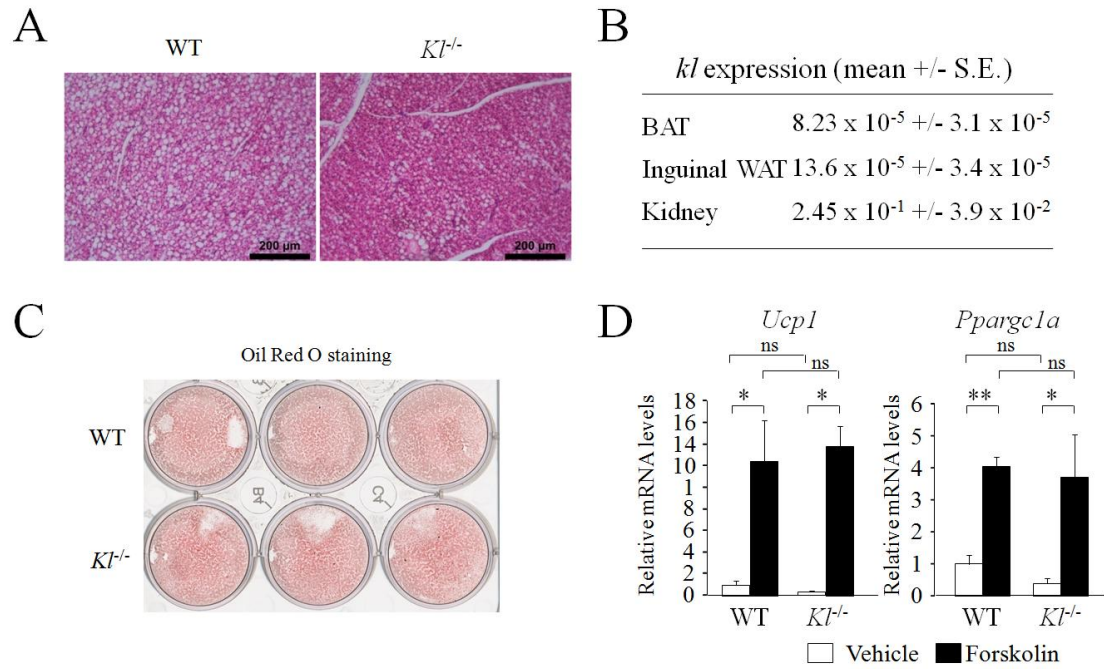 A
WT
Kl-/-
200 μm
200 μm
B
kl expression (mean +/- S.E.)
BAT 8.23 x 10-5 +/- 3.1 x 10-5
Inguinal WAT 13.6 x 10-5 +/- 3.4 x 10-5
Kidney 2.45 x 10-1 +/- 3.9 x 10-2
C
Oil Red O staining
WT
Kl-/-
D
Ucp1
ns
ns
*
*
Relative mRNA levels
18
14
10
12
10
8
6
4
2
0
WT
Kl-/-
Ppargc1a
ns
ns
**
*
Relative mRNA levels
6
5
4
3
2
1
0
WT
Kl-/-
Vehicle
Forskolin